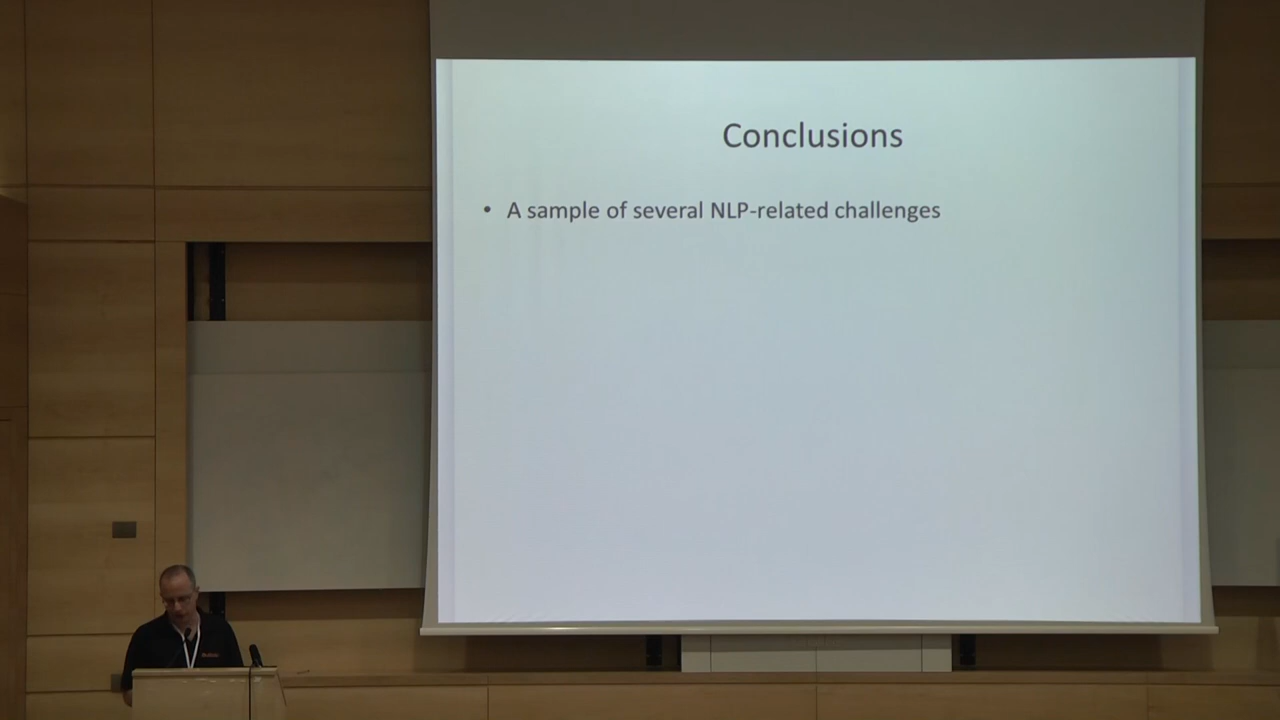 Conclusions
• A sample of several NLP-related challenges